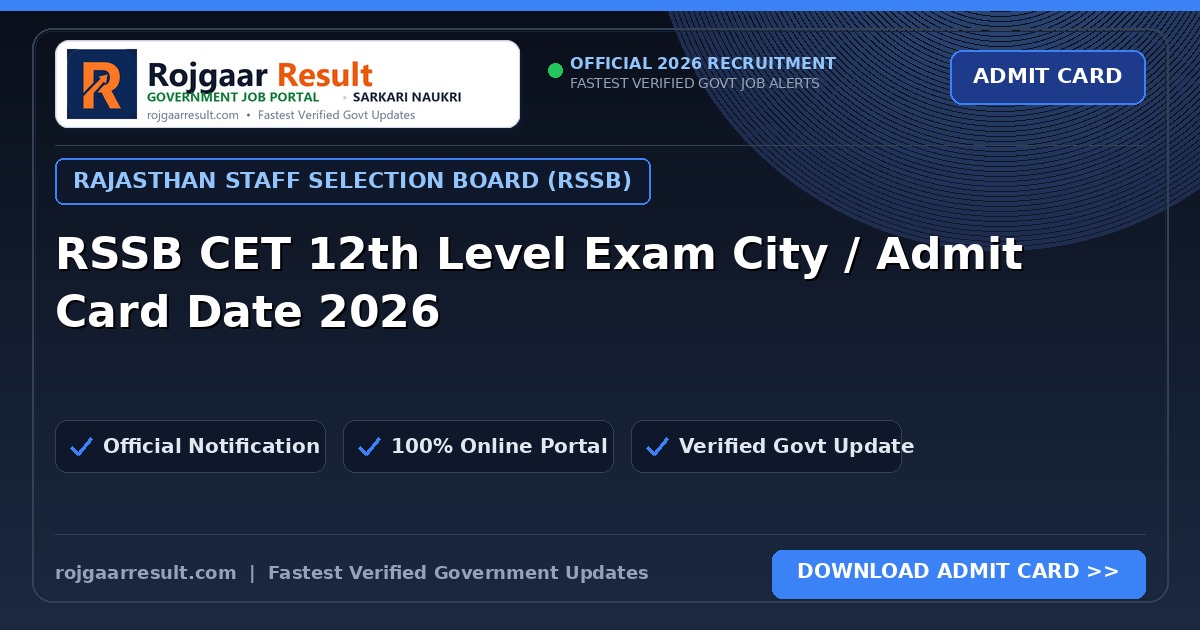 Rojgaar Result
GOVERNMENT JOB PORTAL • SARKARI NAUKRI
rojgaarresult.com • Fastest Verified Govt Updates
OFFICIAL 2026 RECRUITMENT
FASTEST VERIFIED GOVT JOB ALERTS
ADMIT CARD
RAJASTHAN STAFF SELECTION BOARD (RSSB)
RSSB CET 12th Level Exam City / Admit
Card Date 2026
Official Notification
100% Online Portal
Verified Govt Update
rojgaarresult.com | Fastest Verified Government Updates
DOWNLOAD ADMIT CARD >>